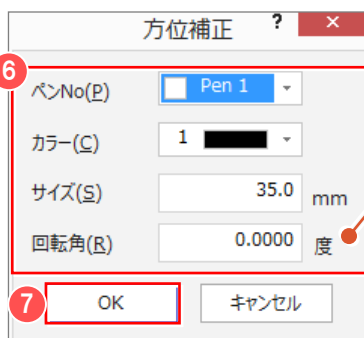 方位補正 ? ×
6
ペンNo(P) Pen 1
カラー(C) 1
サイズ(S) 35.0 mm
回転角(R) 0.0000 度
7 OK キャンセル